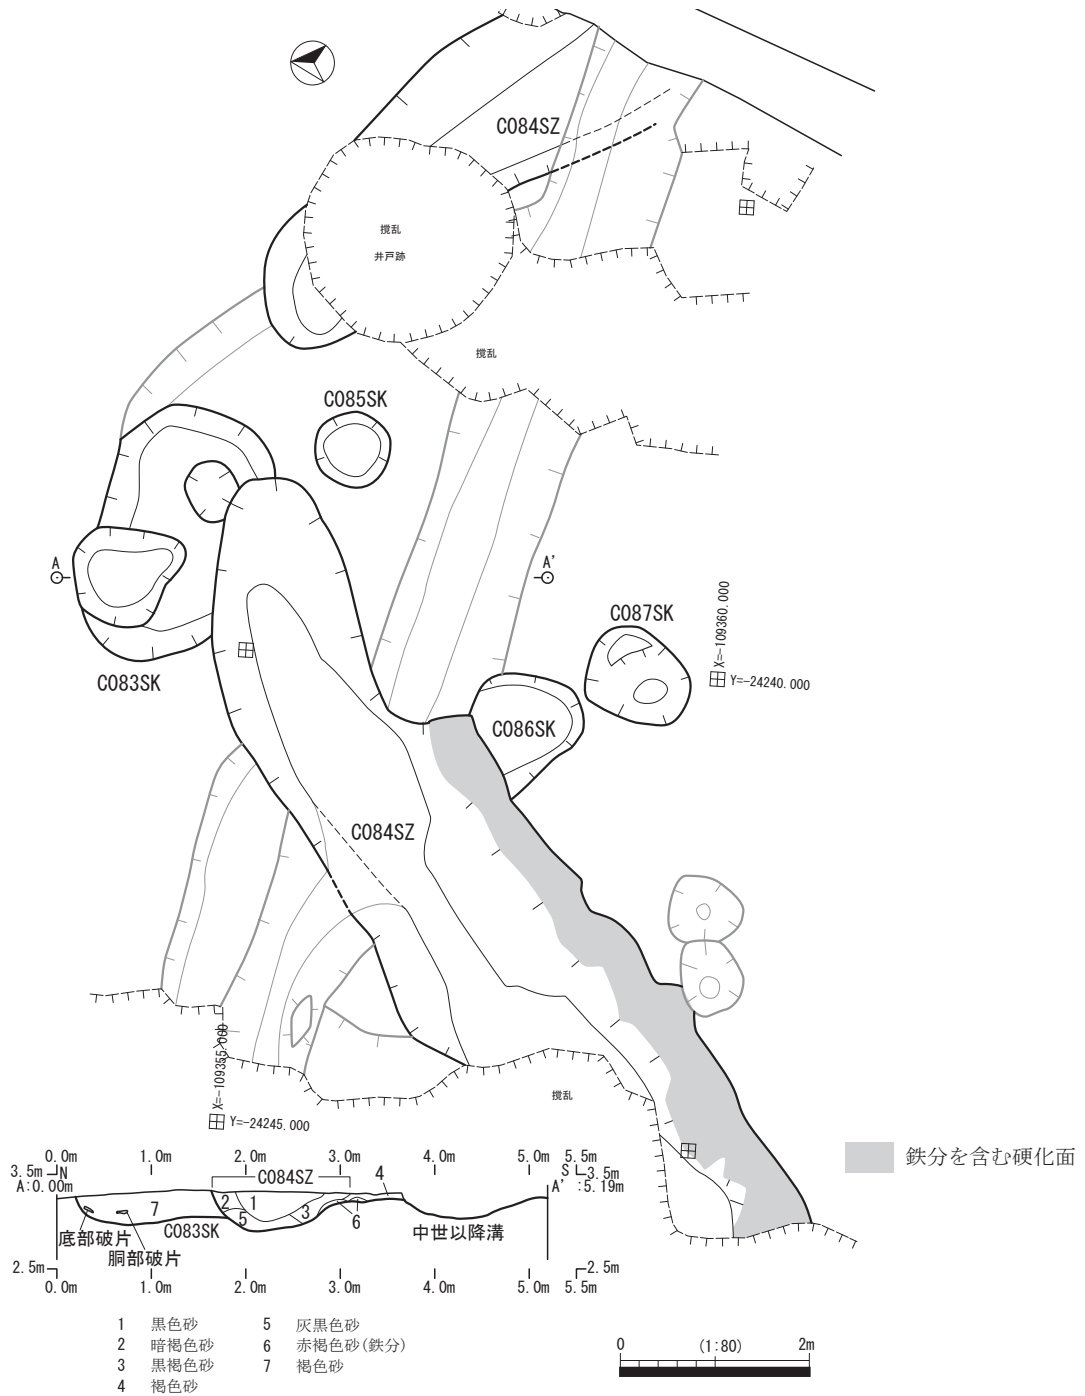 C084SZ
撹乱
井戸跡
撹乱
C085SK
A
A'
C087SK
X=-109360.000
Y=-24240.000
C083SK
C086SK
C084SZ
X=-109355.000
Y=-24245.000
撹乱
鉄分を含む硬化面
0.0m 1.0m 2.0m 3.0m 4.0m 5.0m 5.5m
3.5m N C084SZ 4 S 3.5m
A:0.00m A' :5.19m
7 2 1 5 3 6
底部破片 C083SK 中世以降溝
胴部破片
2.5m 2.5m
0.0m 1.0m 2.0m 3.0m 4.0m 5.0m 5.5m
1 黒色砂 5 灰黒色砂
2 暗褐色砂 6 赤褐色砂(鉄分)
3 黒褐色砂 7 褐色砂
4 褐色砂
0 (1:80) 2m